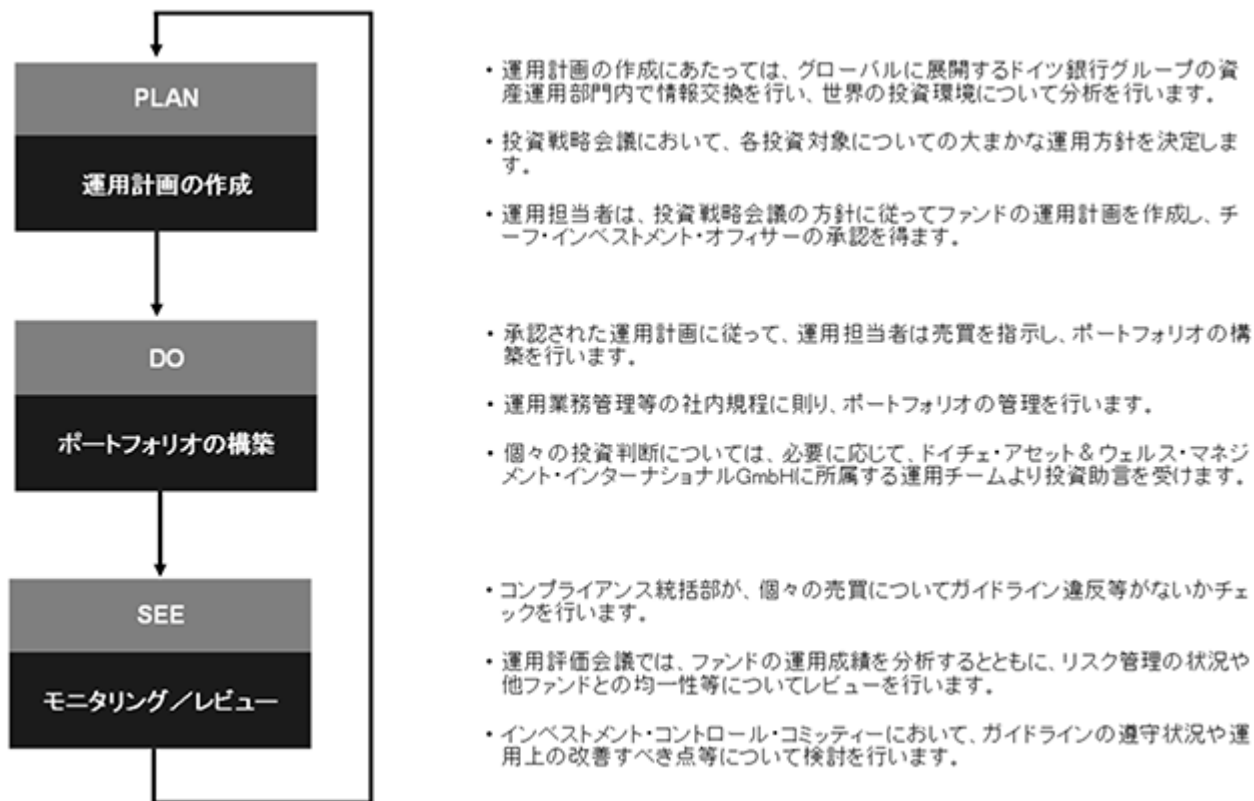 PLAN
運用計画の作成
・運用計画の作成にあたっては、グローバルに展開するドイツ銀行グループの資
産運用部門内で情報交換を行い、世界の投資環境について分析を行います。
・投資戦略会議において、各投資対象についての大まかな運用方針を決定しま
す。
・運用担当者は、投資戦略会議の方針に従ってファンドの運用計画を作成し、チ
ーフ・インベストメント・オフィサーの承認を得ます。
DO
ポートフォリオの構築
・承認された運用計画に従って、運用担当者は売買を指示し、ポートフォリオの構
築を行います。
・運用業務管理等の社内規程に則り、ポートフォリオの管理を行います。
・個々の投資判断については、必要に応じて、ドイチェ・アセット&ウェルス・マネジ
メント・インターナショナルGmbHに所属する運用チームより投資助言を受けます。
SEE
モニタリング/レビュー
・コンプライアンス統括部が、個々の売買についてガイドライン違反等がないかチェ
ックを行います。
・運用評価会議では、ファンドの運用成績を分析するとともに、リスク管理の状況や
他ファンドとの均一性等についてレビューを行います。
・インベストメント・コントロール・コミッティーにおいて、ガイドラインの遵守状況や運
用上の改善すべき点等について検討を行います。